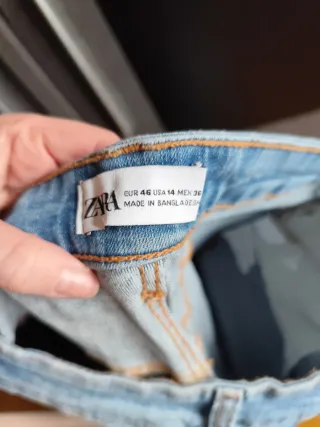 ZARA
EUR 46 USA 14 MEX 36
MADE IN BANGLADESH